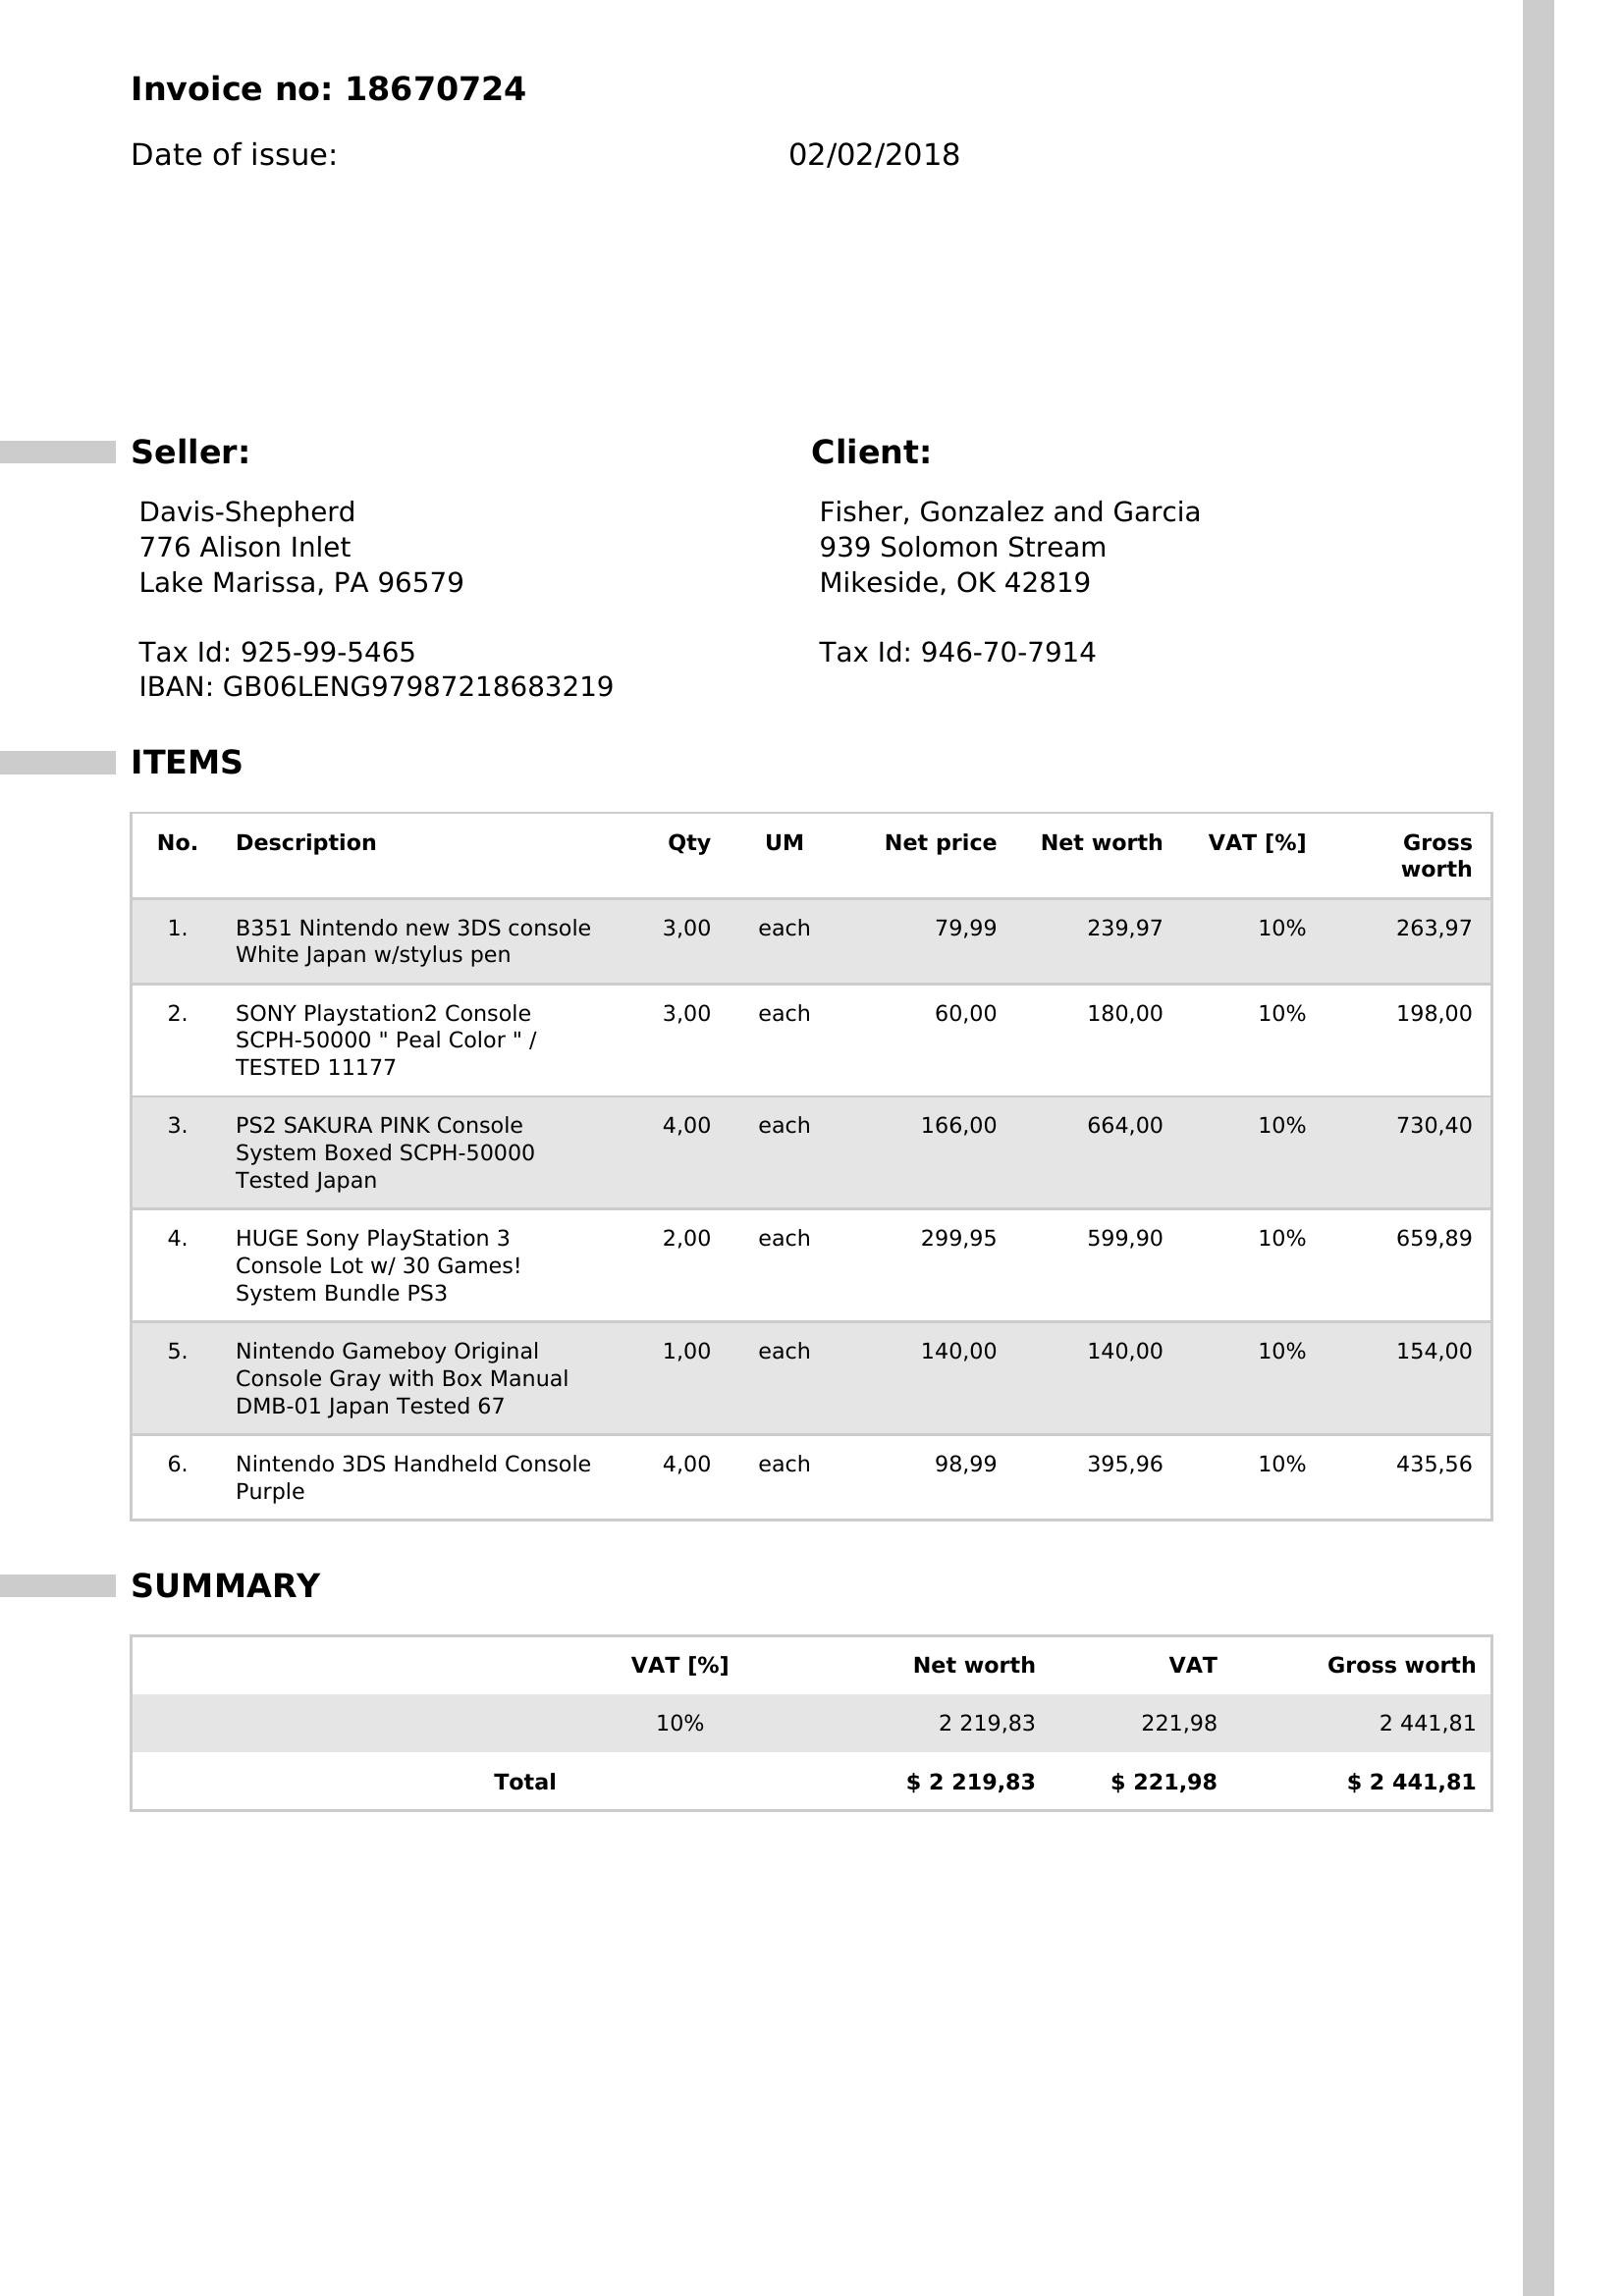 Invoice no: 18670724
Date of issue: 02/02/2018
Seller: Client:
Davis-Shepherd Fisher, Gonzalez and Garcia
776 Alison Inlet 939 Solomon Stream
Lake Marissa, PA 96579 Mikeside, OK 42819
Tax Id: 925-99-5465 Tax Id: 946-70-7914
IBAN: GB06LENG97987218683219
ITEMS
No. Description Qty UM Net price Net worth VAT [%] Gross
worth
1. B351 Nintendo new 3DS console 3,00 each 79,99 239,97 10% 263,97
White Japan w/stylus pen
2. SONY Playstation2 Console 3,00 each 60,00 180,00 10% 198,00
SCPH-50000 " Peal Color " /
TESTED 11177
3. PS2 SAKURA PINK Console 4,00 each 166,00 664,00 10% 730,40
System Boxed SCPH-50000
Tested Japan
4. HUGE Sony PlayStation 3 2,00 each 299,95 599,90 10% 659,89
Console Lot w/ 30 Games!
System Bundle PS3
5. Nintendo Gameboy Original 1,00 each 140,00 140,00 10% 154,00
Console Gray with Box Manual
DMB-01 Japan Tested 67
6. Nintendo 3DS Handheld Console 4,00 each 98,99 395,96 10% 435,56
Purple
SUMMARY
VAT [%] Net worth VAT Gross worth
10% 2 219,83 221,98 2 441,81
Total $ 2 219,83 $ 221,98 $ 2 441,81